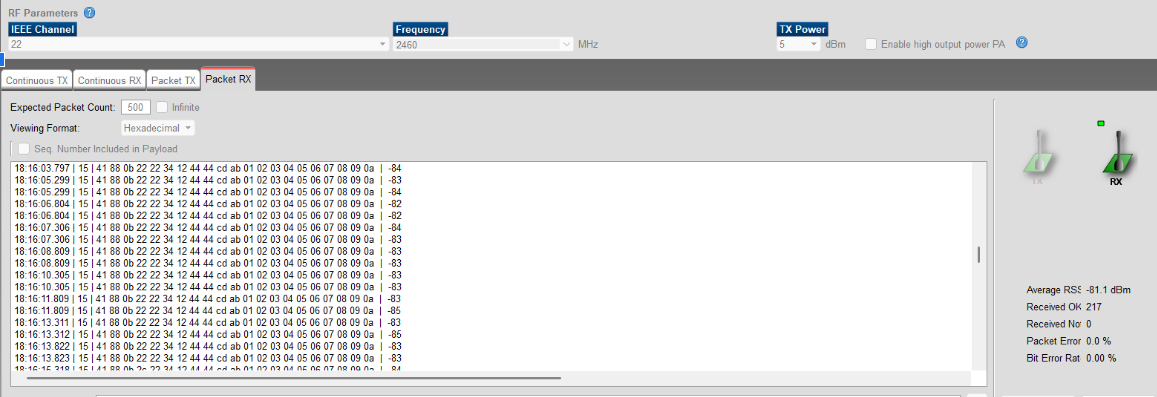 RF Parameters ?
IEEE Channel
Frequency
TX Power
22
2460
MHz
5
dBm
Enable high output power PA ?
Continuous TX
Continuous RX
Packet TX
Packet RX
Expected Packet Count: 500 Infinite
Viewing Format: Hexadecimal
Seq. Number Included in Payload
18:16:03.797 | 15 | 41 88 0b 22 22 34 12 44 44 cd ab 01 02 03 04 05 06 07 08 09 0a | -84
18:16:05.299 | 15 | 41 88 0b 22 22 34 12 44 44 cd ab 01 02 03 04 05 06 07 08 09 0a | -83
18:16:05.299 | 15 | 41 88 0b 22 22 34 12 44 44 cd ab 01 02 03 04 05 06 07 08 09 0a | -84
18:16:06.804 | 15 | 41 88 0b 22 22 34 12 44 44 cd ab 01 02 03 04 05 06 07 08 09 0a | -82
18:16:06.804 | 15 | 41 88 0b 22 22 34 12 44 44 cd ab 01 02 03 04 05 06 07 08 09 0a | -82
18:16:07.306 | 15 | 41 88 0b 22 22 34 12 44 44 cd ab 01 02 03 04 05 06 07 08 09 0a | -84
18:16:07.306 | 15 | 41 88 0b 22 22 34 12 44 44 cd ab 01 02 03 04 05 06 07 08 09 0a | -83
18:16:08.809 | 15 | 41 88 0b 22 22 34 12 44 44 cd ab 01 02 03 04 05 06 07 08 09 0a | -83
18:16:08.809 | 15 | 41 88 0b 22 22 34 12 44 44 cd ab 01 02 03 04 05 06 07 08 09 0a | -83
18:16:10.305 | 15 | 41 88 0b 22 22 34 12 44 44 cd ab 01 02 03 04 05 06 07 08 09 0a | -83
18:16:10.305 | 15 | 41 88 0b 22 22 34 12 44 44 cd ab 01 02 03 04 05 06 07 08 09 0a | -83
18:16:11.809 | 15 | 41 88 0b 22 22 34 12 44 44 cd ab 01 02 03 04 05 06 07 08 09 0a | -83
18:16:11.809 | 15 | 41 88 0b 22 22 34 12 44 44 cd ab 01 02 03 04 05 06 07 08 09 0a | -85
18:16:13.311 | 15 | 41 88 0b 22 22 34 12 44 44 cd ab 01 02 03 04 05 06 07 08 09 0a | -83
18:16:13.312 | 15 | 41 88 0b 22 22 34 12 44 44 cd ab 01 02 03 04 05 06 07 08 09 0a | -85
18:16:13.822 | 15 | 41 88 0b 22 22 34 12 44 44 cd ab 01 02 03 04 05 06 07 08 09 0a | -83
18:16:13.823 | 15 | 41 88 0b 22 22 34 12 44 44 cd ab 01 02 03 04 05 06 07 08 09 0a | -83
TX
RX
Average RSS -81.1 dBm
Received OK 217
Received No 0
Packet Error 0.0 %
Bit Error Rat 0.00 %